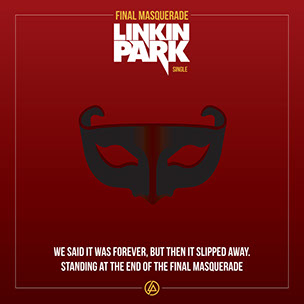 FINAL MASQUERADE
LINKIN
PARK
SINGLE
WE SAID IT WAS FOREVER, BUT THEN IT SLIPPED AWAY.
STANDING AT THE END OF THE FINAL MASQUERADE